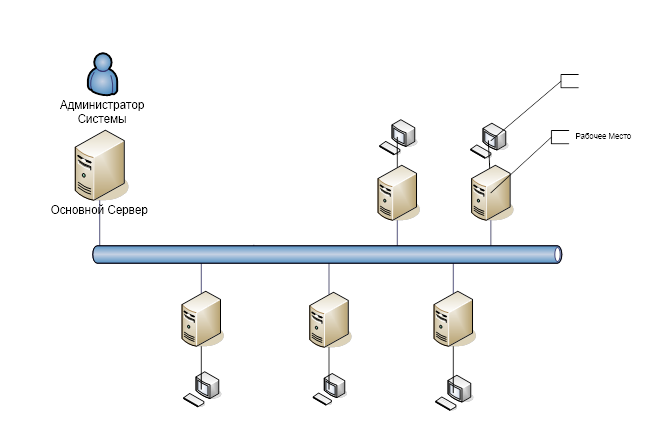 Администратор
Системы
Основной Сервер
Рабочее Место